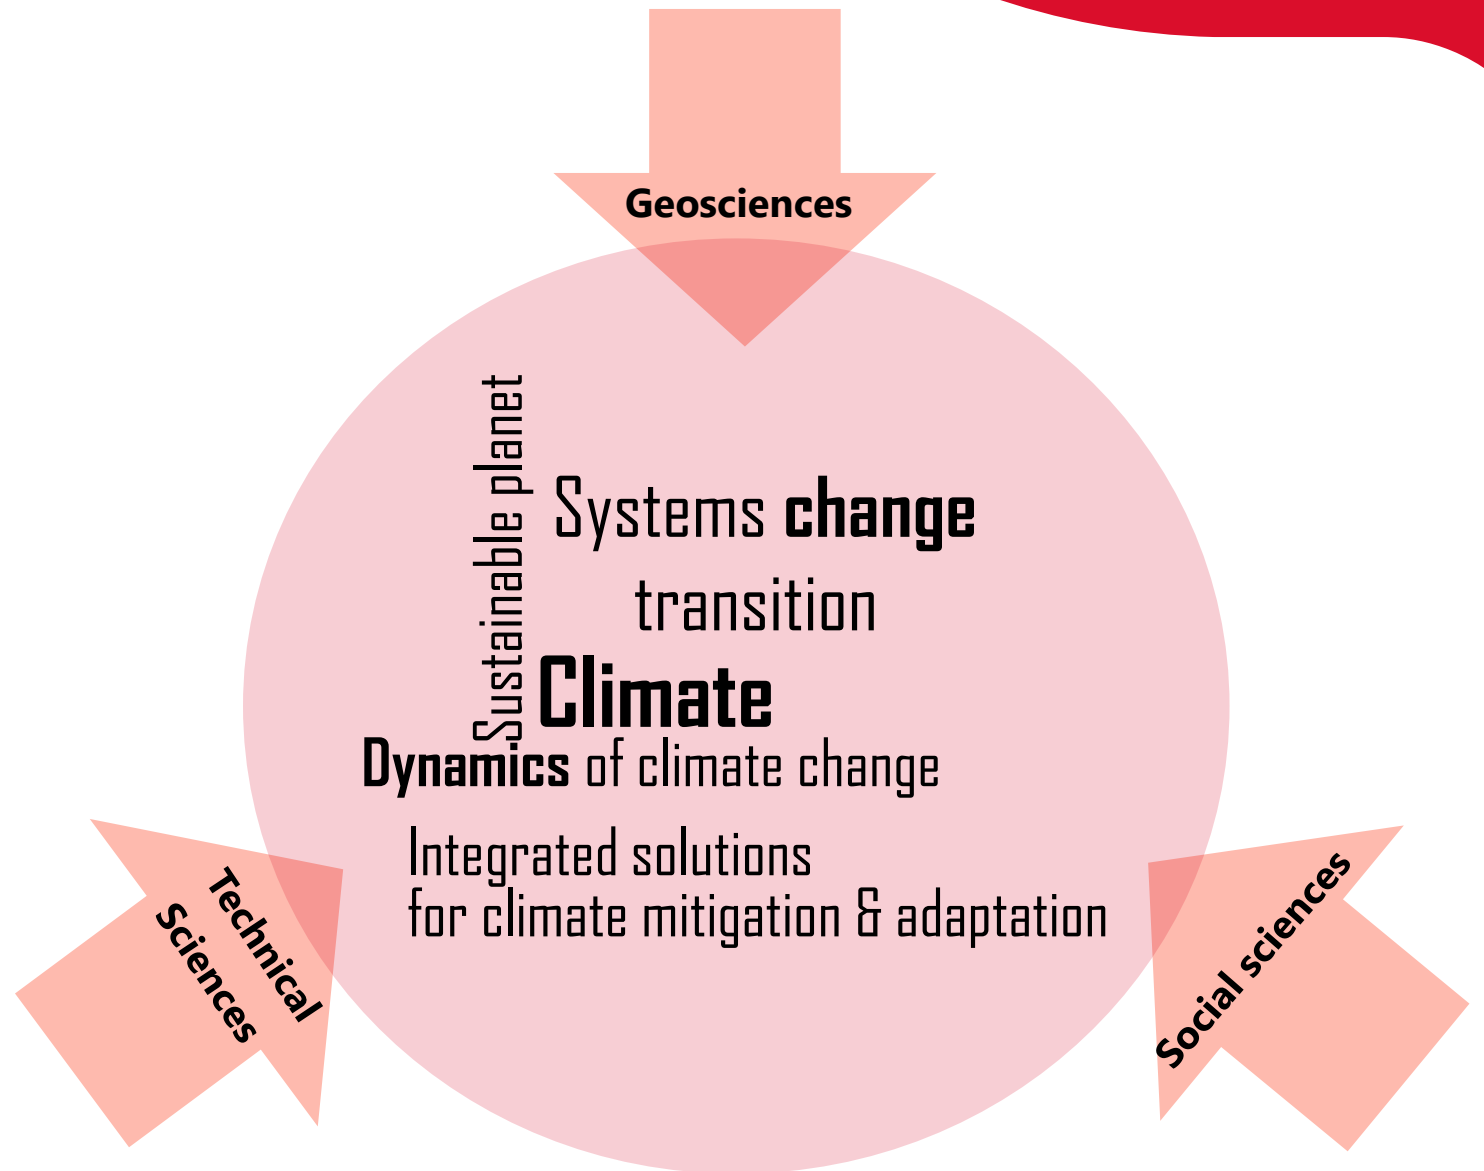 Geosciences
Sustainable planet
Systems change
transition
Climate
Dynamics of climate change
Integrated solutions
for climate mitigation & adaptation
Technical
Sciences
Social sciences